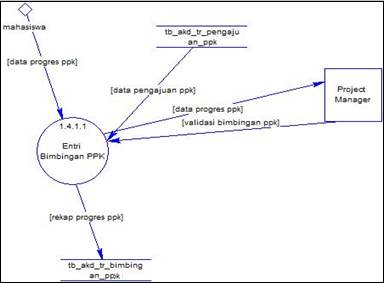 mahasiswa
tb_akd_tr_pengaju
an_ppk
[data progres ppk]
[data pengajuan ppk]
[data progres ppk]
[validasi bimbingan ppk]
Project
Manager
1.4.1.1
Entri
Bimbingan PPK
[rekap progres ppk]
tb_akd_tr_bimbing
an_ppk